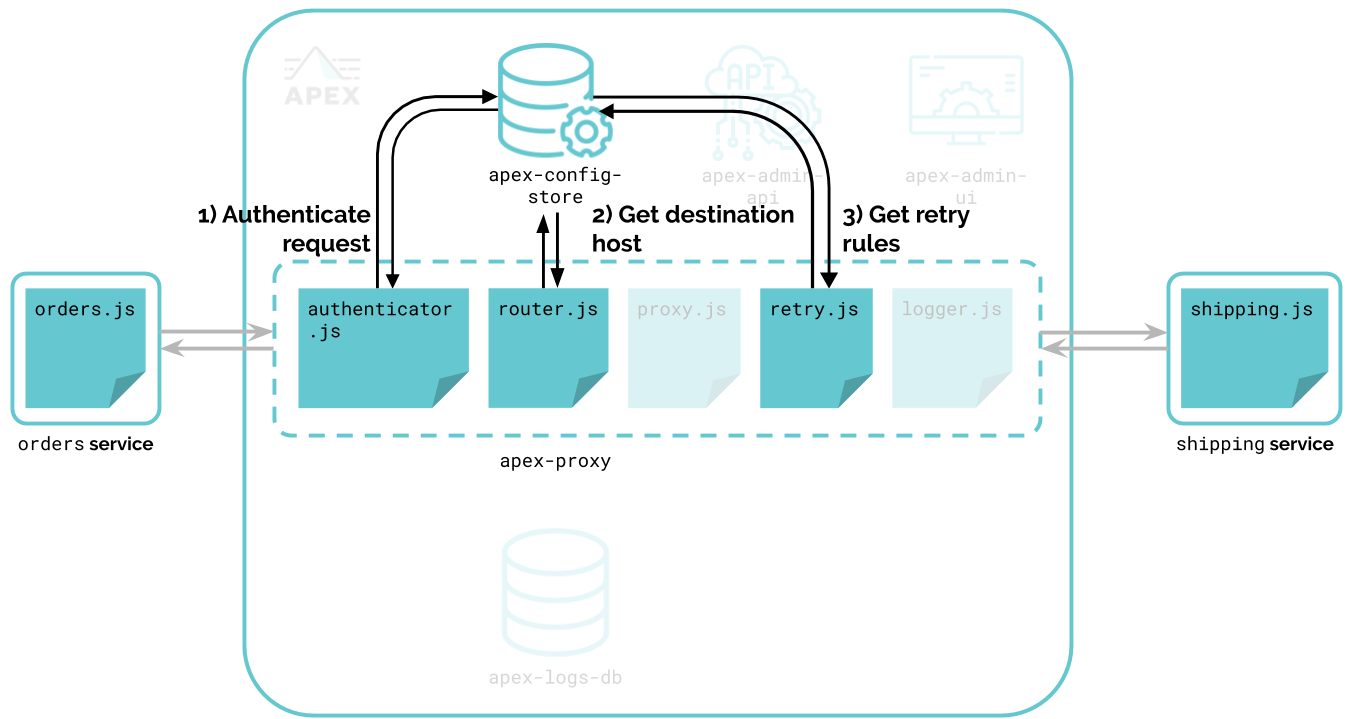 APEX
API
apex-config-
store
apex-admin-
api
apex-admin-
ui
1) Authenticate
request
2) Get destination
host
3) Get retry
rules
orders.js
authenticator
.js
router.js
proxy.js
retry.js
logger.js
shipping.js
orders service
apex-proxy
shipping service
apex-logs-db